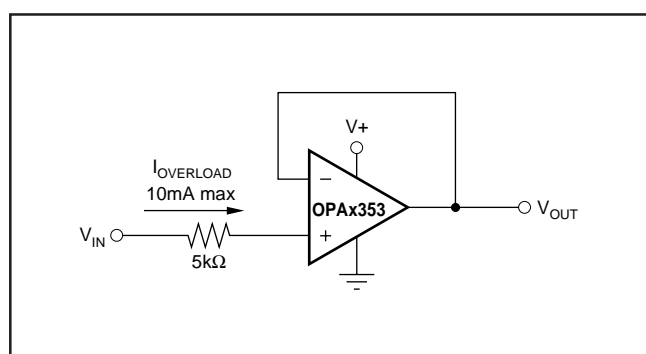 V+
I_OVERLOAD
10mA max
−
OPAx353
V_OUT
V_IN
+
5kΩ